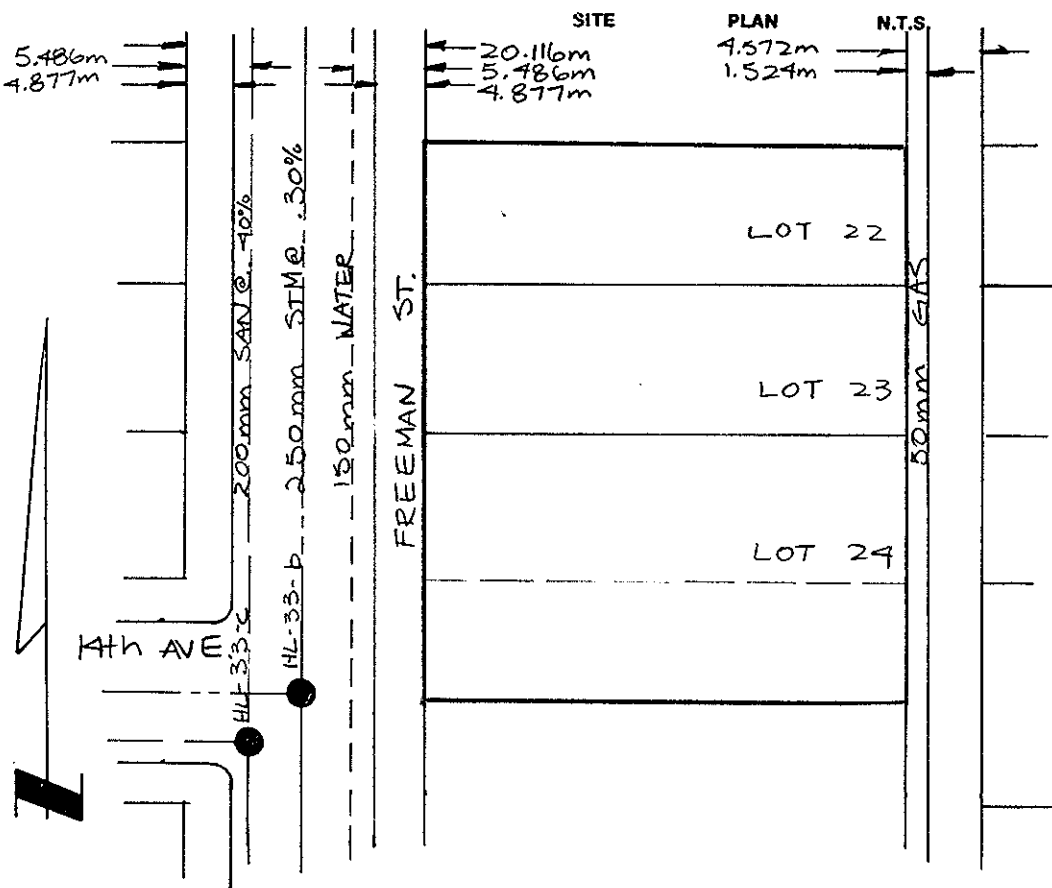 SITE PLAN N.T.S.
5.486m
4.877m
20.116m
5.486m
4.877m
4.572m
1.524m
200mm SAN @ .40%
250mm STM @ .30%
150mm WATER
FREEMAN ST.
LOT 22
LOT 23
LOT 24
50mm GAS
14th AVE
HL-33-c
HL-33-b